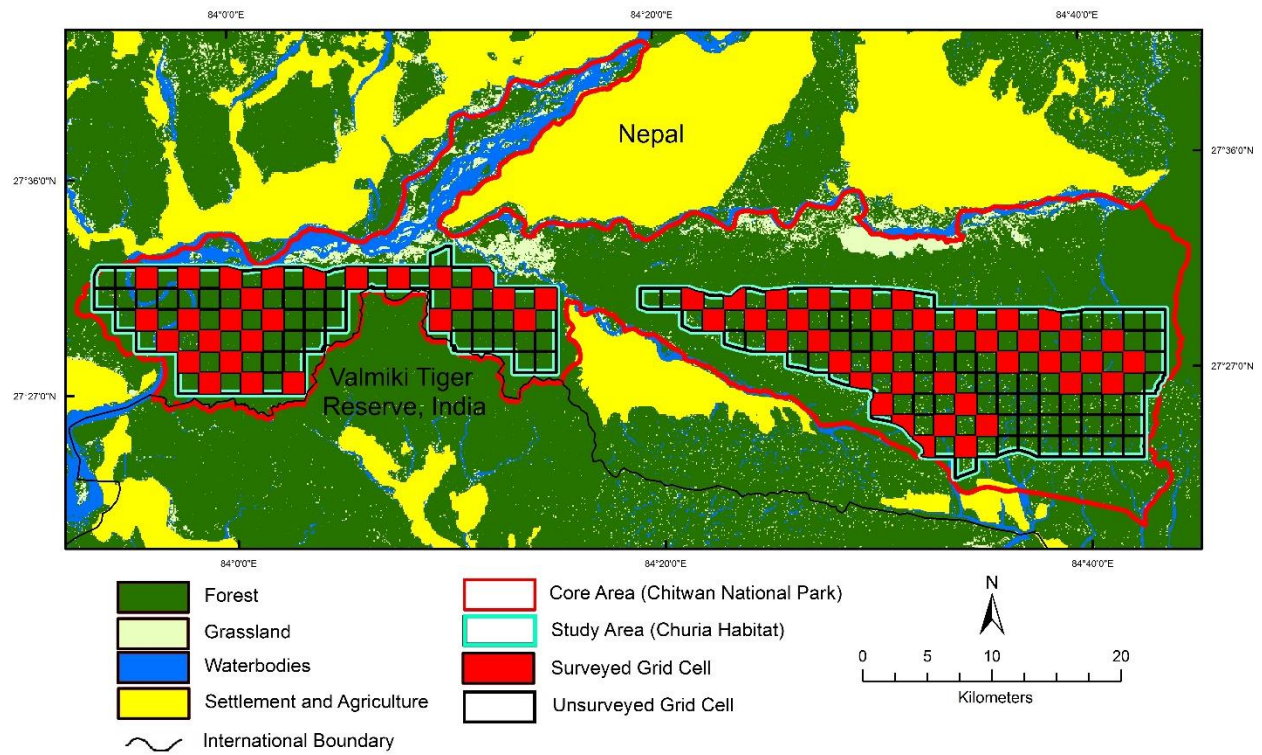 84°0'0"E 84°20'0"E 84°40'0"E
Nepal
27°36'0"N 27°36'0"N
27°27'0"N
Valmiki Tiger
27°27'0"N
Reserve, India
84°0'0"E 84°20'0"E 84°40'0"E
Forest
Grassland
Waterbodies
Settlement and Agriculture
International Boundary
Core Area (Chitwan National Park)
Study Area (Churia Habitat)
Surveyed Grid Cell
Unsurveyed Grid Cell
N
0 5 10 20
Kilometers